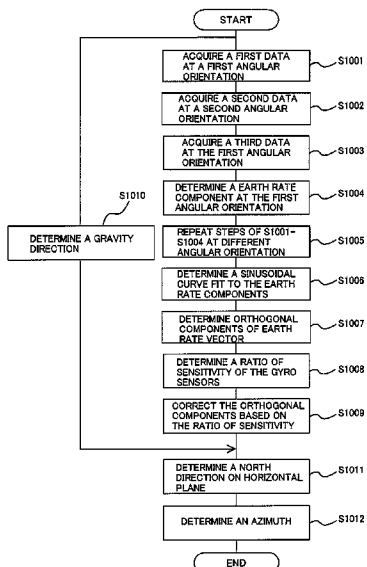 START
ACQUIRE A FIRST DATA
AT A FIRST ANGULAR
ORIENTATION
S1001
ACQUIRE A SECOND DATA
AT A SECOND ANGULAR
ORIENTATION
S1002
ACQUIRE A THIRD DATA
AT THE FIRST ANGULAR
ORIENTATION
S1003
DETERMINE A EARTH RATE
COMPONENT AT THE FIRST
ANGULAR ORIENTATION
S1004
S1010
DETERMINE A GRAVITY
DIRECTION
REPEAT STEPS OF S1001-
S1004 AT DIFFERENT
ANGULAR ORIENTATION
S1005
DETERMINE A SINUSOIDAL
CURVE FIT TO THE EARTH
RATE COMPONENTS
S1006
DETERMINE ORTHOGONAL
COMPONENTS OF EARTH
RATE VECTOR
S1007
DETERMINE A RATIO OF
SENSITIVITY OF THE GYRO
SENSORS
S1008
CORRECT THE ORTHOGONAL
COMPONENTS BASED ON
THE RATIO OF SENSITIVITY
S1009
DETERMINE A NORTH
DIRECTION ON HORIZONTAL
PLANE
S1011
DETERMINE AN AZIMUTH
S1012
END